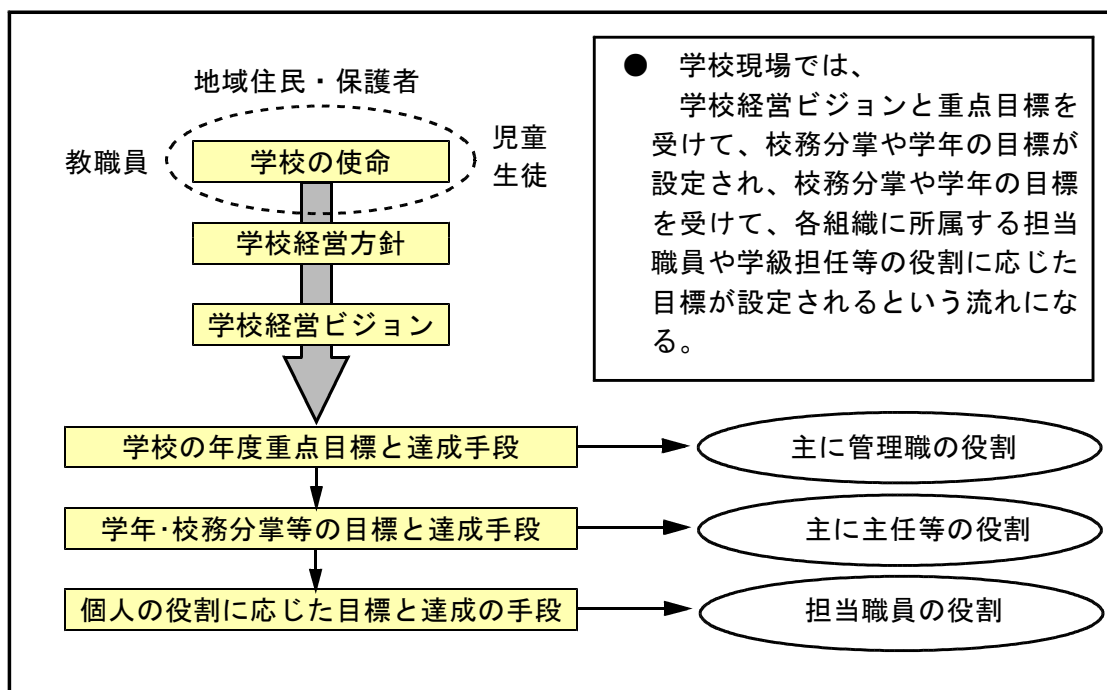 地域住民・保護者
教職員
児童
生徒
学校の使命
学校経営方針
学校経営ビジョン
● 学校現場では、
学校経営ビジョンと重点目標を
受けて、校務分掌や学年の目標が
設定され、校務分掌や学年の目標
を受けて、各組織に所属する担当
職員や学級担任等の役割に応じた
目標が設定されるという流れにな
る。
学校の年度重点目標と達成手段
主に管理職の役割
学年・校務分掌等の目標と達成手段
主に主任等の役割
個人の役割に応じた目標と達成の手段
担当職員の役割